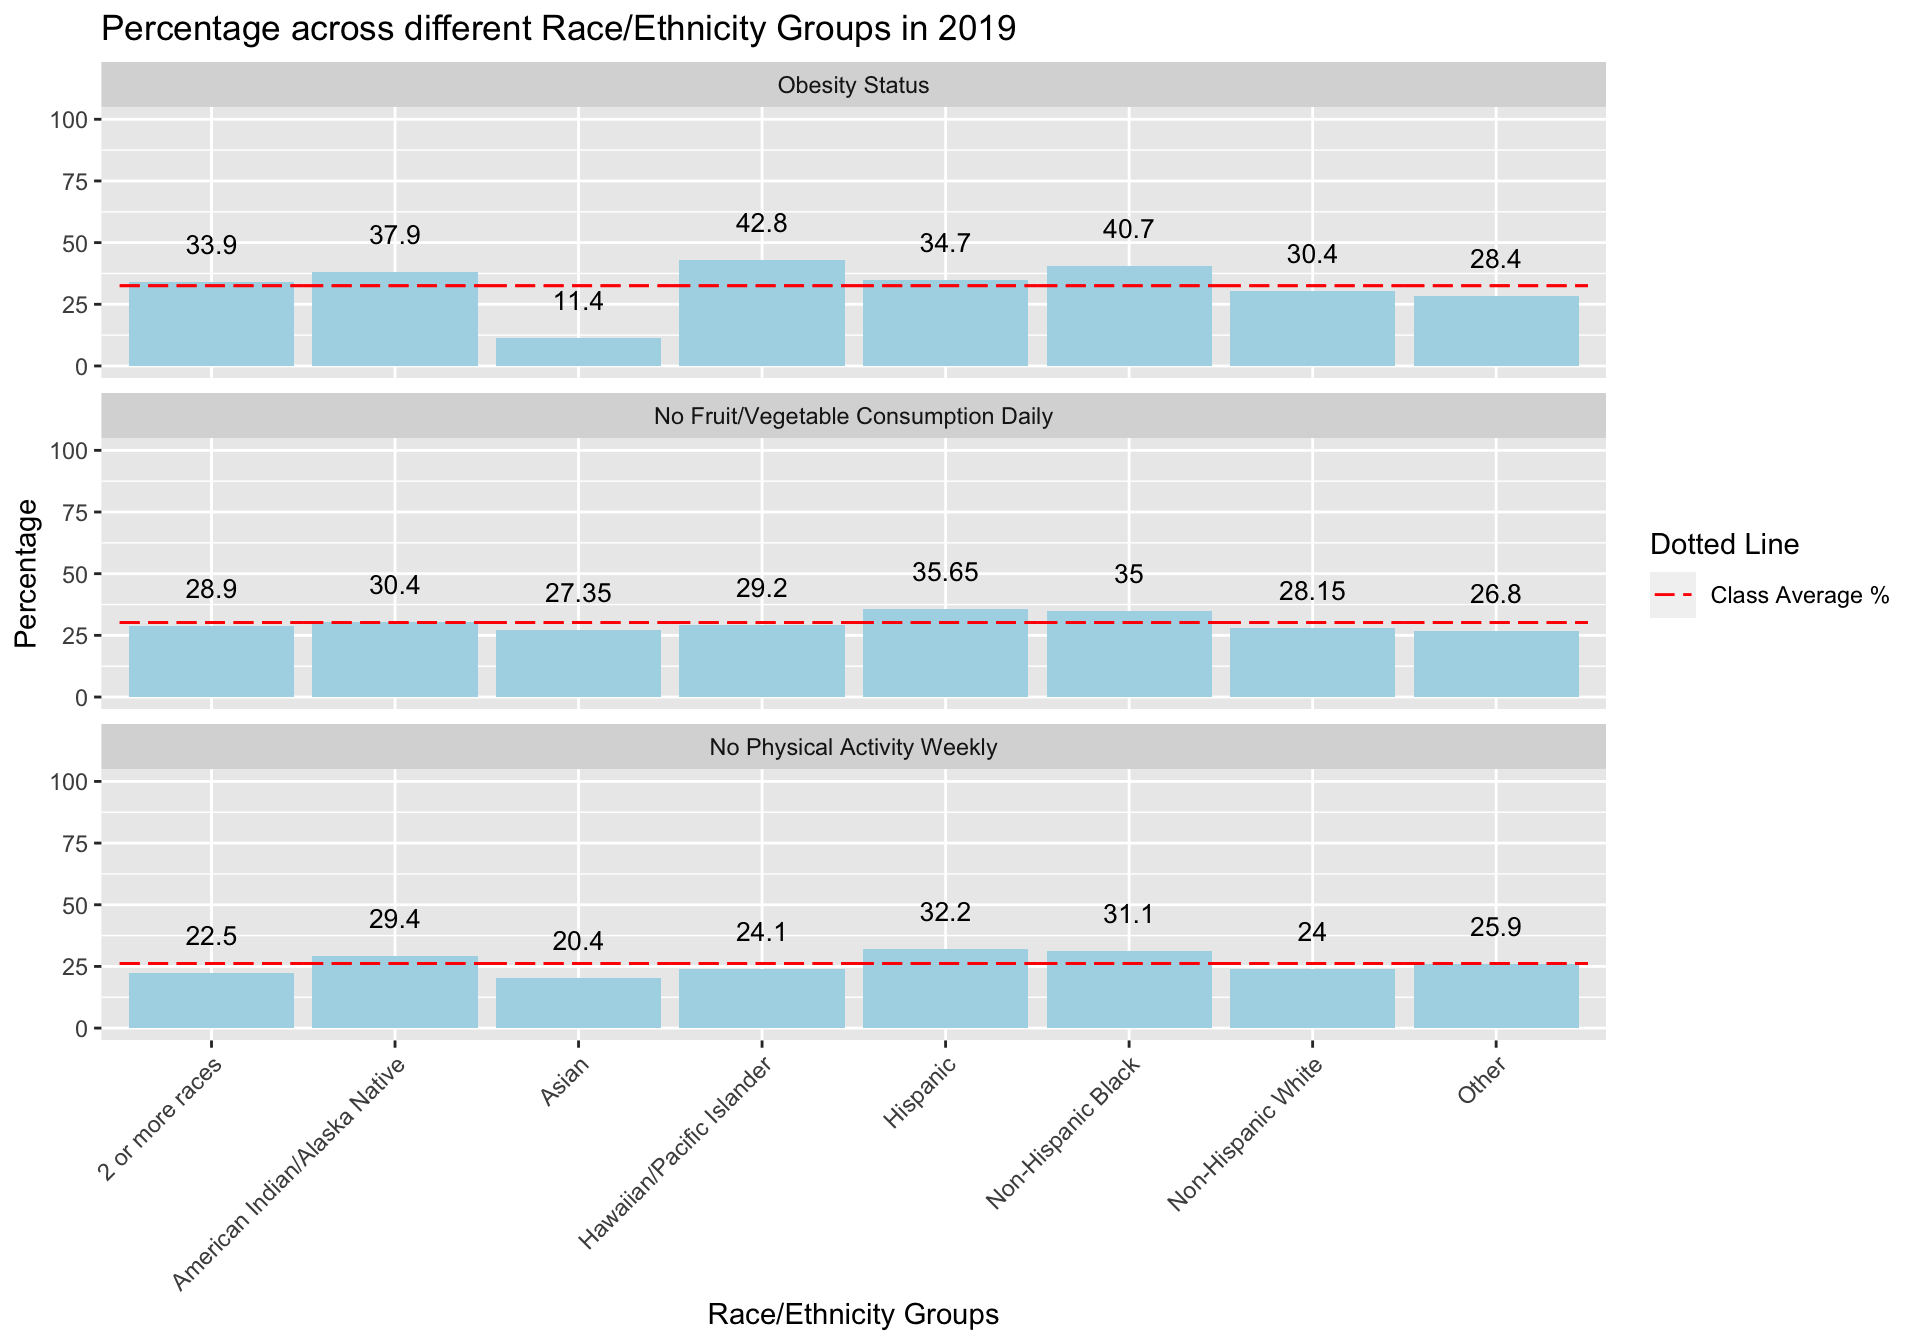 Percentage across different Race/Ethnicity Groups in 2019
Obesity Status
100
75
50
25
0
33.9
37.9
11.4
42.8
34.7
40.7
30.4
28.4
No Fruit/Vegetable Consumption Daily
100
75
50
25
0
28.9
30.4
27.35
29.2
35.65
35
28.15
26.8
No Physical Activity Weekly
100
75
50
25
0
22.5
29.4
20.4
24.1
32.2
31.1
24
25.9
Percentage
2 or more races
American Indian/Alaska Native
Asian
Hawaiian/Pacific Islander
Hispanic
Non-Hispanic Black
Non-Hispanic White
Other
Race/Ethnicity Groups
Dotted Line
Class Average %